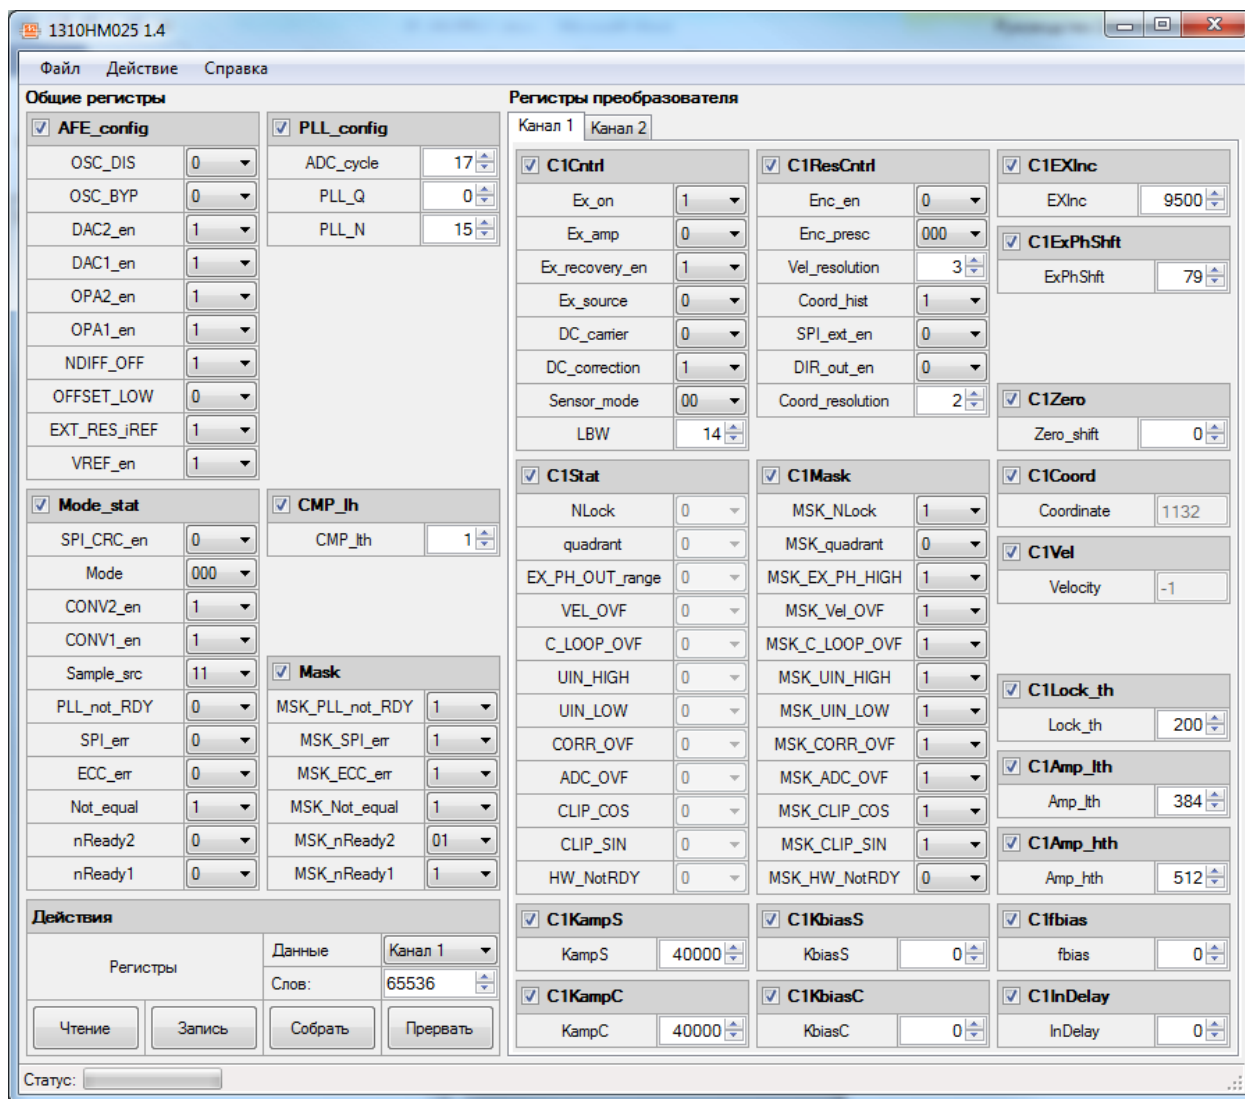 1310НМ025 1.4
Файл Действие Справка
Общие регистры
AFE_config
OSC_DIS 0
OSC_BYP 0
DAC2_en 1
DAC1_en 1
OPA2_en 1
OPA1_en 1
NDIFF_OFF 1
OFFSET_LOW 0
EXT_RES_iREF 1
VREF_en 1
PLL_config
ADC_cycle 17
PLL_Q 0
PLL_N 15
Mode_stat
SPI_CRC_en 0
Mode 000
CONV2_en 1
CONV1_en 1
Sample_src 11
PLL_not_RDY 0
SPI_err 0
ECC_err 0
Not_equal 1
nReady2 0
nReady1 0
CMP_lh
CMP_lth 1
Mask
MSK_PLL_not_RDY 1
MSK_SPI_err 1
MSK_ECC_err 1
MSK_Not_equal 1
MSK_nReady2 01
MSK_nReady1 1
Действия
Регистры
Данные Канал 1
Слов: 65536
Чтение Запись Собрать Прервать
Регистры преобразователя
Канал 1 Канал 2
C1Cntrl
Ex_on 1
Ex_amp 0
Ex_recovery_en 1
Ex_source 0
DC_carrier 0
DC_correction 1
Sensor_mode 00
LBW 14
C1ResCntrl
Enc_en 0
Enc_presc 000
Vel_resolution 3
Coord_hist 1
SPI_ext_en 0
DIR_out_en 0
Coord_resolution 2
C1EXInc
EXInc 9500
C1ExPhShft
ExPhShft 79
C1Zero
Zero_shift 0
C1Stat
NLock 0
quadrant 0
EX_PH_OUT_range 0
VEL_OVF 0
C_LOOP_OVF 0
UIN_HIGH 0
UIN_LOW 0
CORR_OVF 0
ADC_OVF 0
CLIP_COS 0
CLIP_SIN 0
HW_NotRDY 0
C1Mask
MSK_NLock 1
MSK_quadrant 0
MSK_EX_PH_HIGH 1
MSK_Vel_OVF 1
MSK_C_LOOP_OVF 1
MSK_UIN_HIGH 1
MSK_UIN_LOW 1
MSK_CORR_OVF 1
MSK_ADC_OVF 1
MSK_CLIP_COS 1
MSK_CLIP_SIN 1
MSK_HW_NotRDY 0
C1Coord
Coordinate 1132
C1Vel
Velocity -1
C1Lock_th
Lock_th 200
C1Amp_lth
Amp_lth 384
C1Amp_hth
Amp_hth 512
C1KampS
KampS 40000
C1KbiasS
KbiasS 0
C1fbias
fbias 0
C1KampC
KampC 40000
C1KbiasC
KbiasC 0
C1InDelay
InDelay 0
Статус: